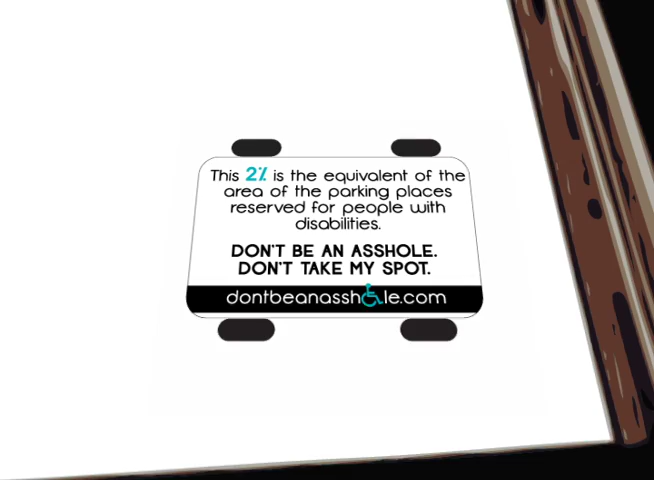 This 2% is the equivalent of the
area of the parking places
reserved for people with
disabilities.
DON'T BE AN ASSHOLE.
DON'T TAKE MY SPOT.
dontbeanasshole.com